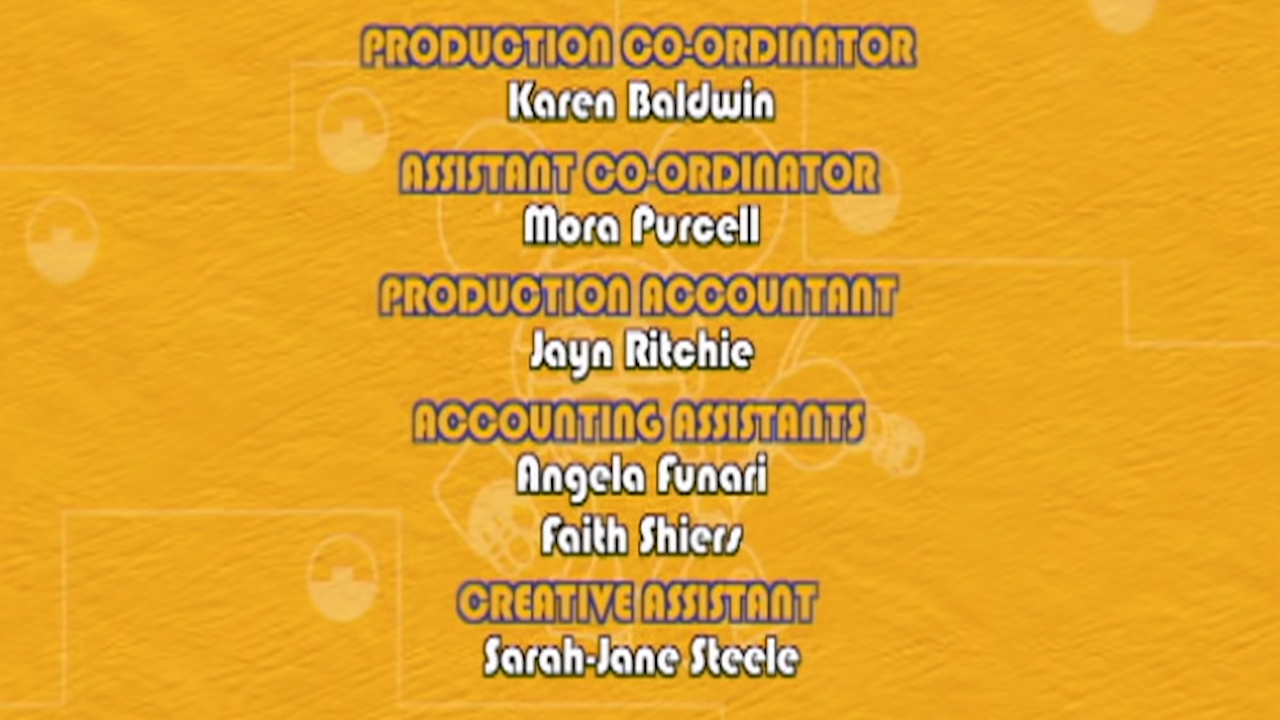 PRODUCTION CO-ORDINATOR
Karen Baldwin
ASSISTANT CO-ORDINATOR
Mora Purcell
PRODUCTION ACCOUNTANT
Jayn Ritchie
ACCOUNTING ASSISTANTS
Angela Funari
Faith Shiers
CREATIVE ASSISTANT
Sarah-Jane Steele